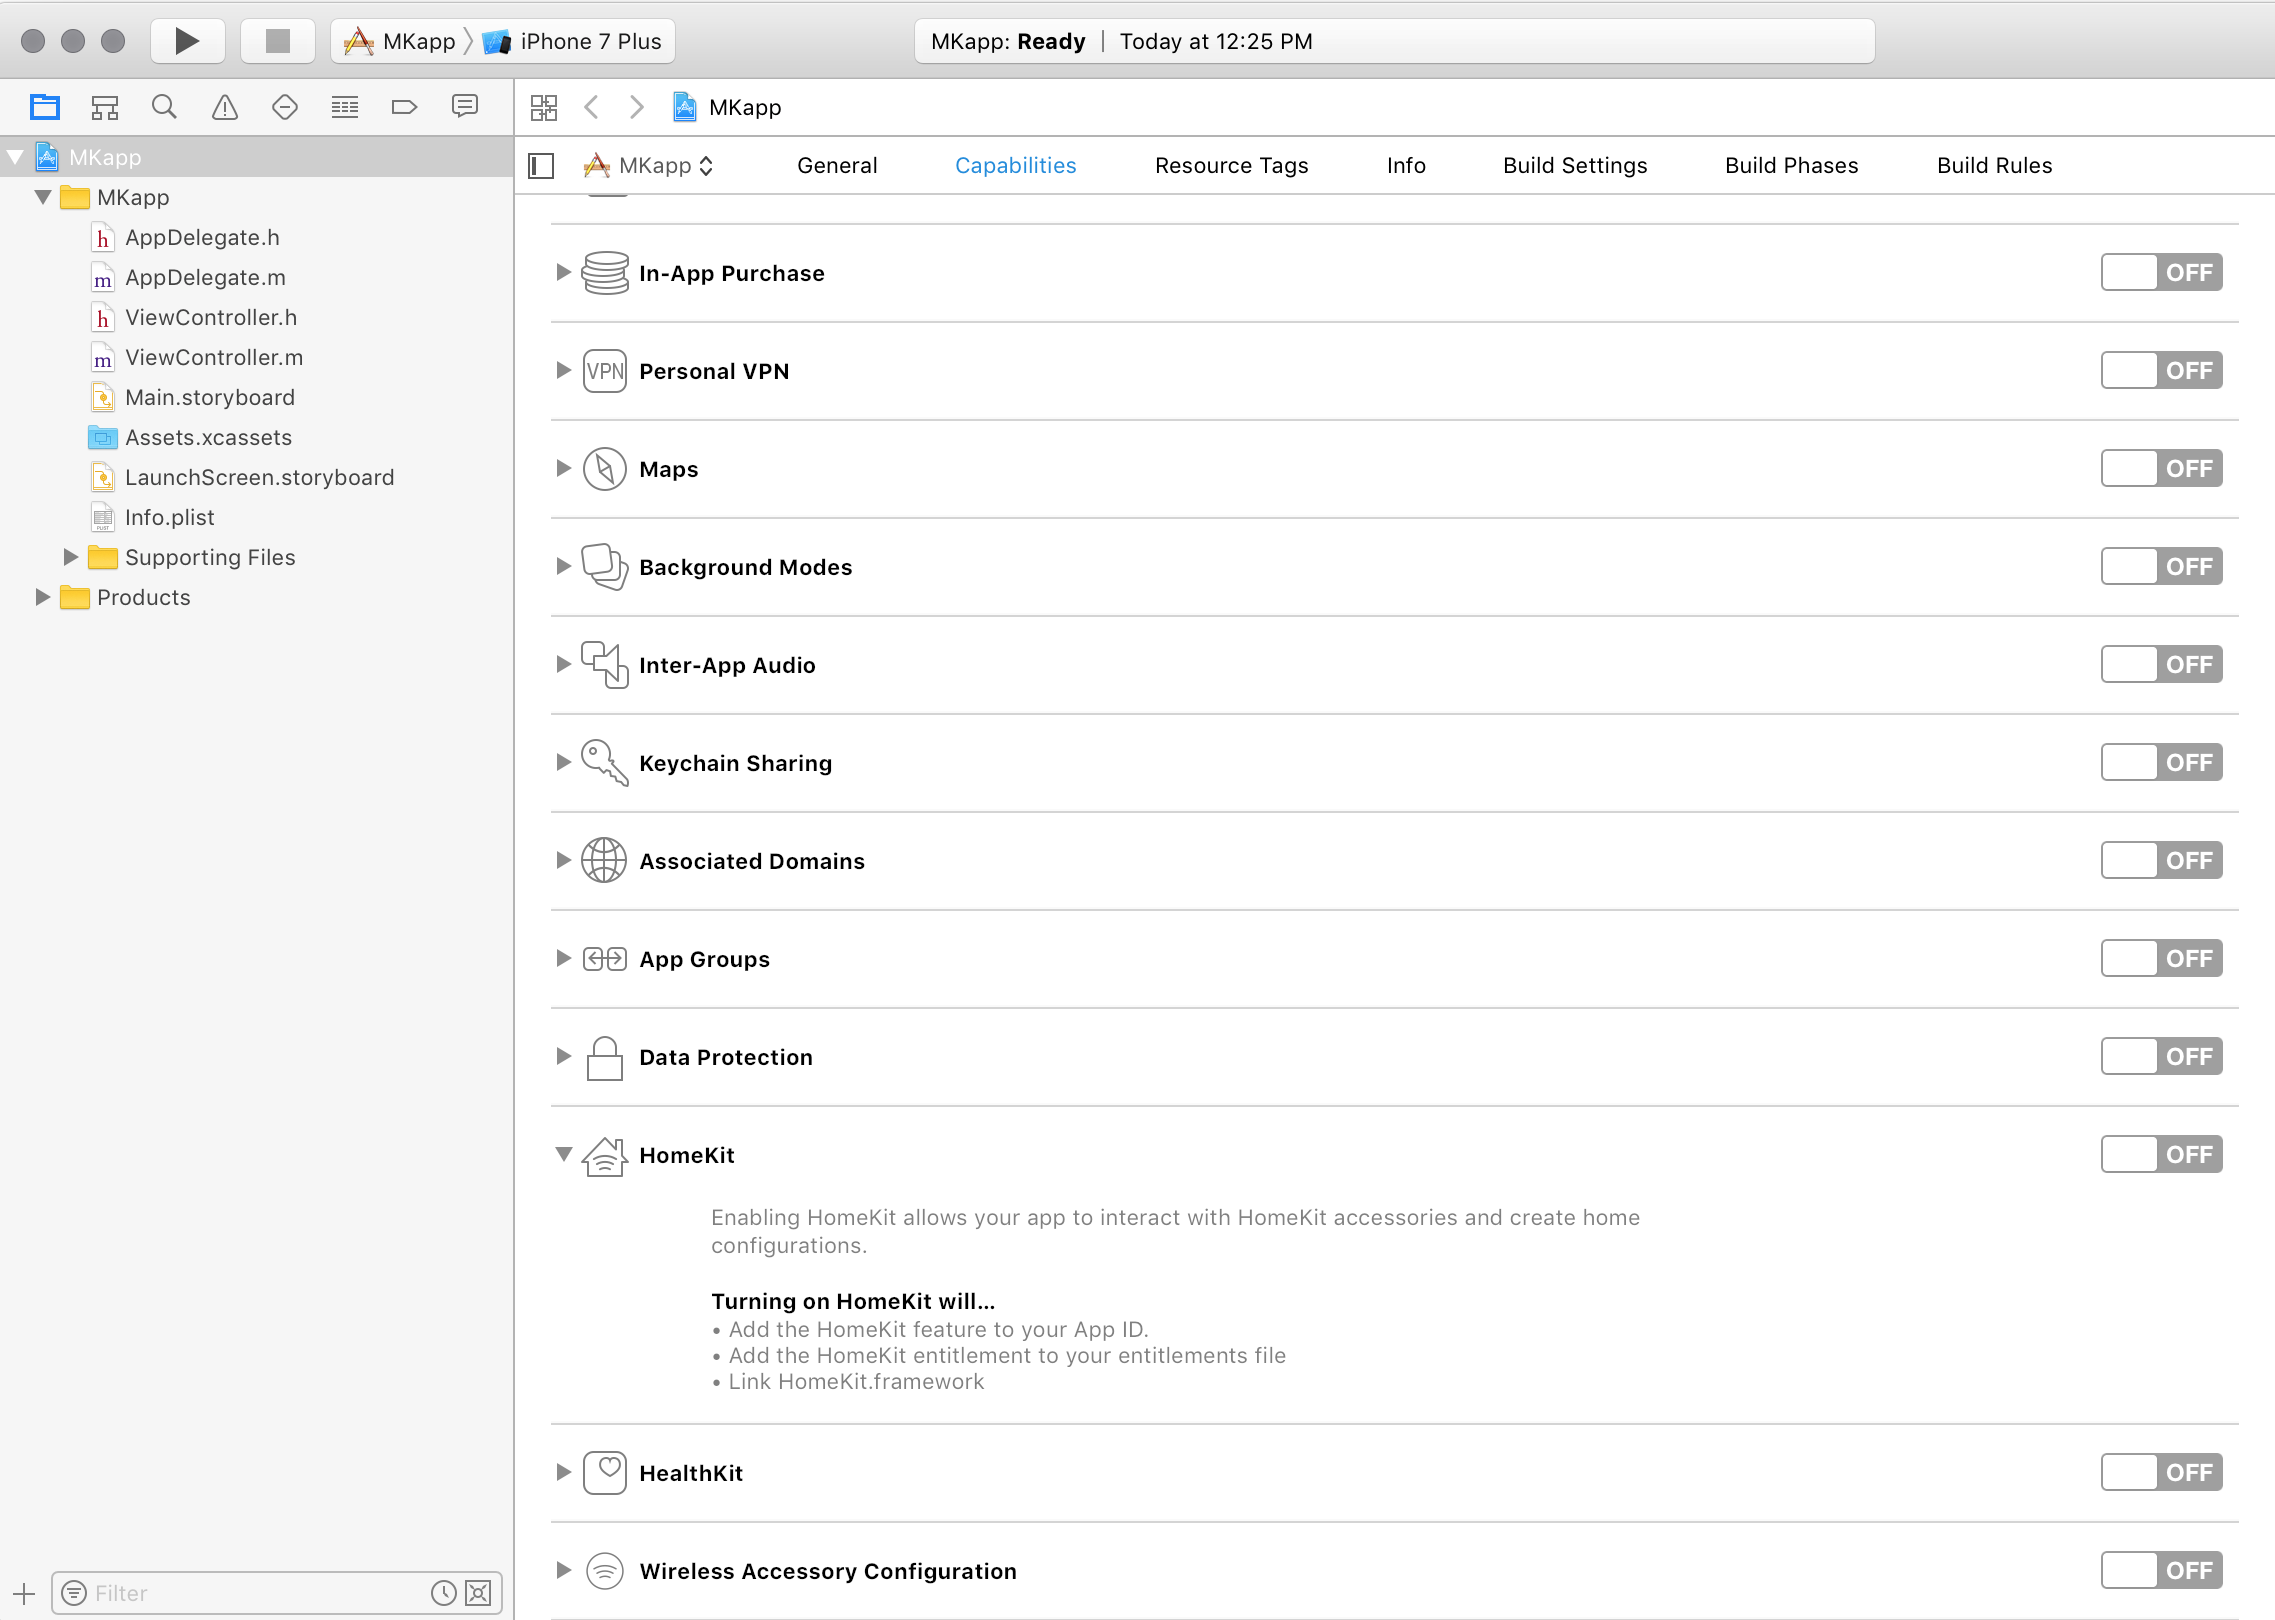 MKapp iPhone 7 Plus
MKapp: Ready | Today at 12:25 PM
MKapp
MKapp
MKapp
AppDelegate.h
AppDelegate.m
ViewController.h
ViewController.m
Main.storyboard
Assets.xcassets
LaunchScreen.storyboard
Info.plist
Supporting Files
Products
Filter
MKapp General Capabilities Resource Tags Info Build Settings Build Phases Build Rules
In-App Purchase OFF
VPN Personal VPN OFF
Maps OFF
Background Modes OFF
Inter-App Audio OFF
Keychain Sharing OFF
Associated Domains OFF
App Groups OFF
Data Protection OFF
HomeKit OFF
Enabling HomeKit allows your app to interact with HomeKit accessories and create home
configurations.
Turning on HomeKit will...
• Add the HomeKit feature to your App ID.
• Add the HomeKit entitlement to your entitlements file
• Link HomeKit.framework
HealthKit OFF
Wireless Accessory Configuration OFF